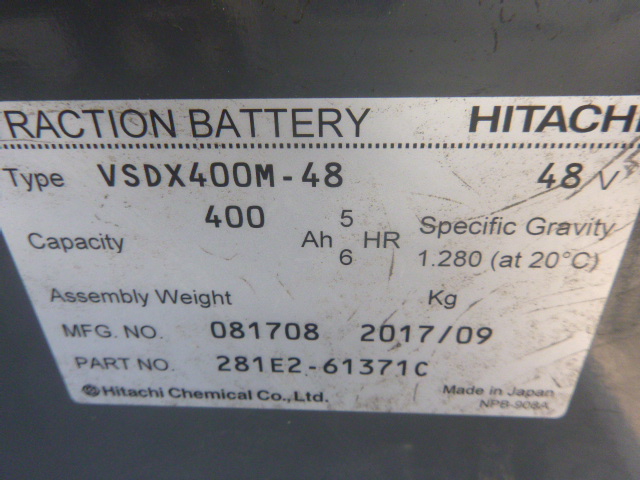 RACTION BATTERY HITACHI
Type VSDX400M-48 48 V
Capacity 400 Ah 5 HR Specific Gravity
6 1.280 (at 20°C)
Assembly Weight Kg
MFG. NO. 081708 2017/09
PART NO. 281E2-61371C
Hitachi Chemical Co.,Ltd. Made in Japan
NPB-908A